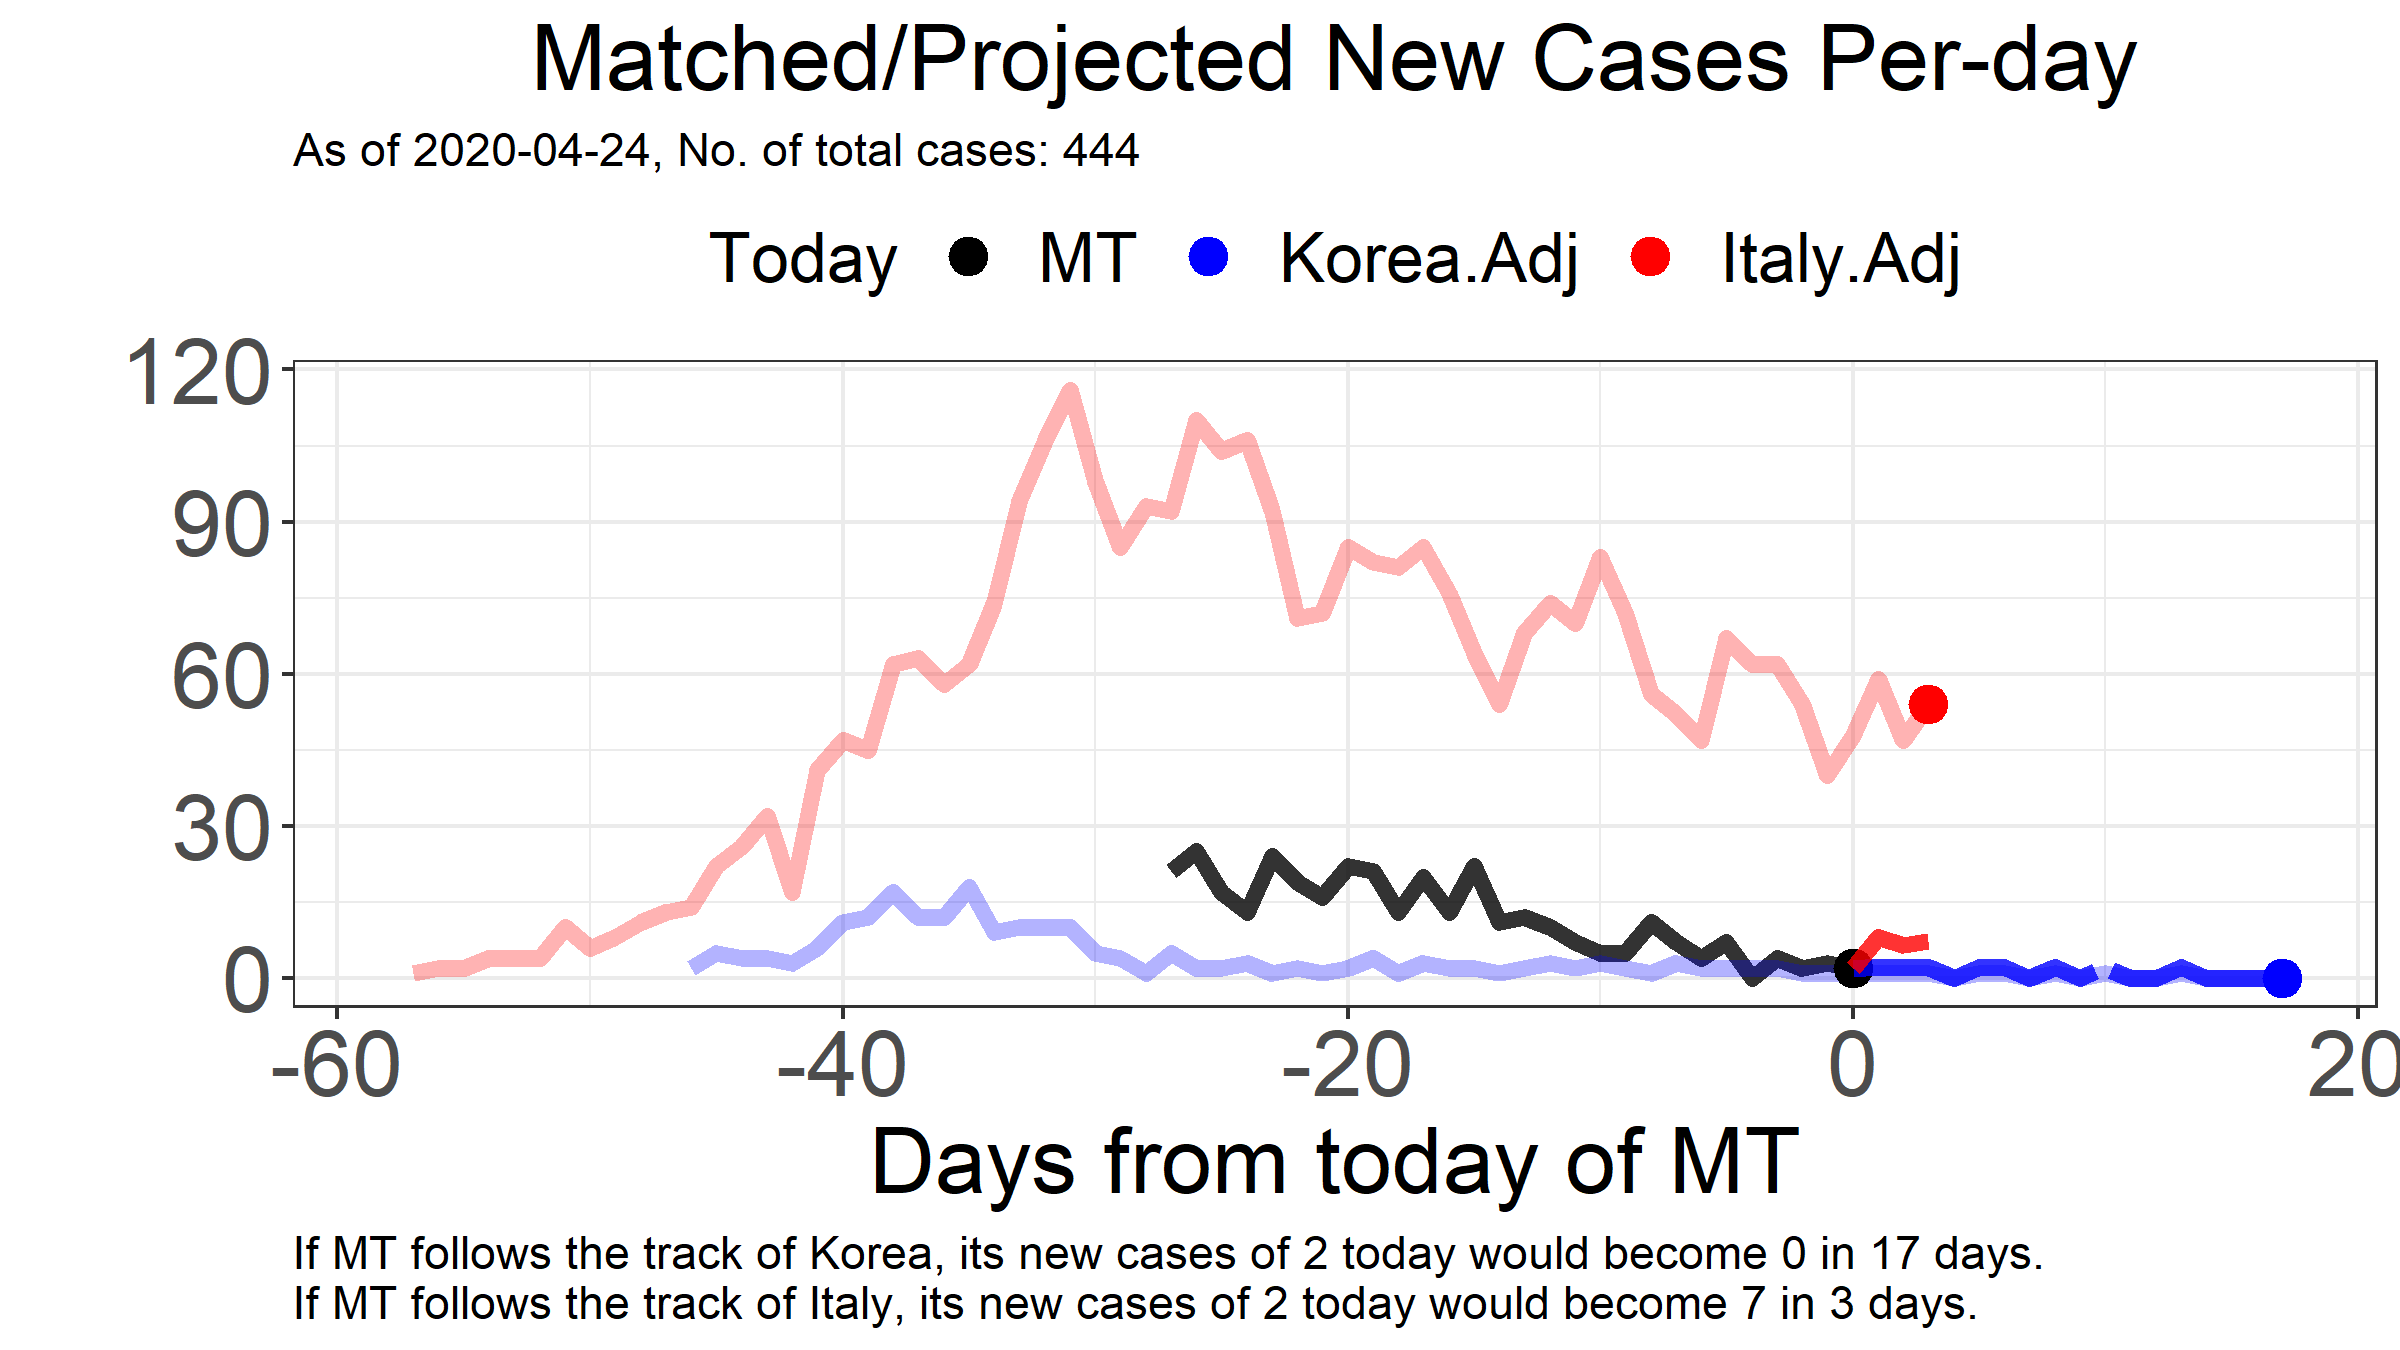 Matched/Projected New Cases Per-day
As of 2020-04-24, No. of total cases: 444
Today MT Korea.Adj Italy.Adj
120
90
60
30
0
-60 -40 -20 0 20
Days from today of MT
If MT follows the track of Korea, its new cases of 2 today would become 0 in 17 days.
If MT follows the track of Italy, its new cases of 2 today would become 7 in 3 days.